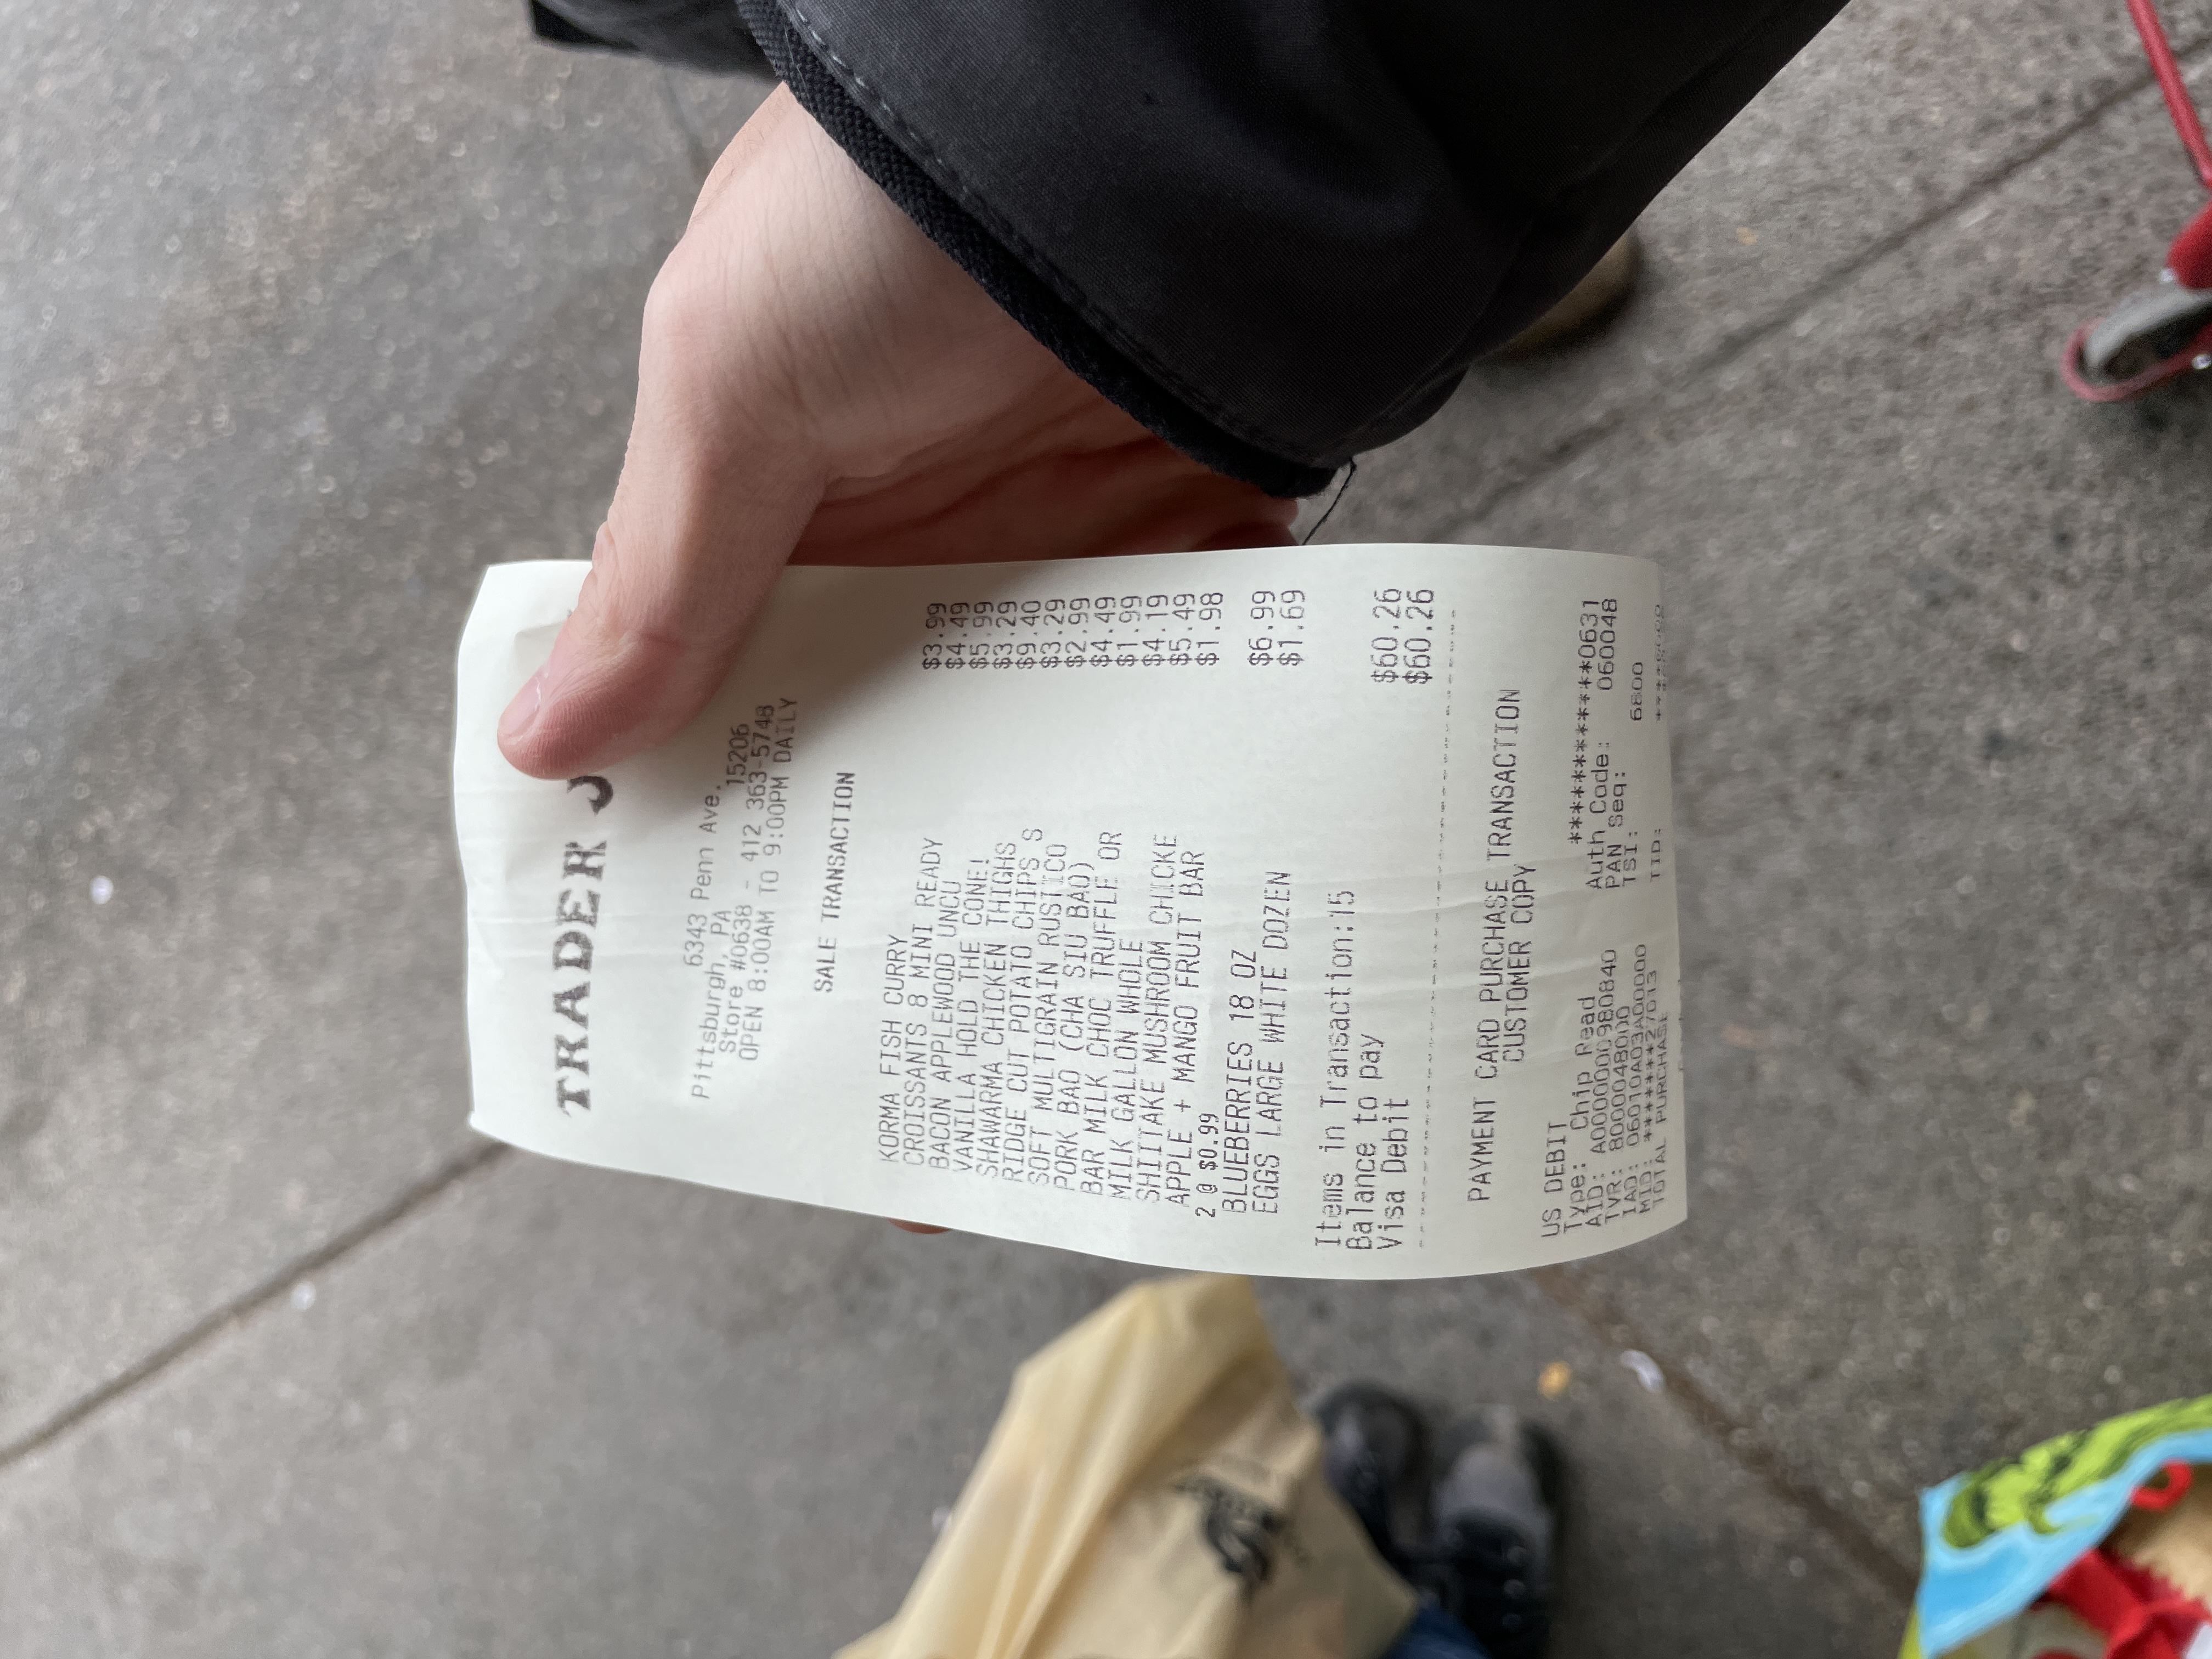 TRADER J
6343 Penn Ave.
Pittsburgh, PA 15206
Store #0638 - 412 363-5748
OPEN 8:00AM TO 9:00PM DAILY
SALE TRANSACTION
KORMA FISH CURRY $3.99
CROISSANTS 8 MINI READY $4.49
BACON APPLEWOOD UNCU $5.99
VANILLA HOLD THE CONE! $3.29
SHAWARMA CHICKEN THIGHS $9.40
RIDGE CUT POTATO CHIPS S $3.29
SOFT MULTIGRAIN RUSTICO $2.99
PORK BAO (CHA SIU BAO) $4.49
BAR MILK CHOC TRUFFLE OR $1.99
MILK GALLON WHOLE $4.19
SHIITAKE MUSHROOM CHICKE $5.49
APPLE + MANGO FRUIT BAR $1.98
2 @ $0.99
BLUEBERRIES 18 OZ $6.99
EGGS LARGE WHITE DOZEN $1.69
Items in Transaction:15
Balance to pay $60.26
Visa Debit $60.26
PAYMENT CARD PURCHASE TRANSACTION
CUSTOMER COPY
US DEBIT ************0631
Type: Chip Read Auth Code: 060048
AID: A0000000980840 PAN Seq:
TVR: 8000048000 TSI: 6800
IAD: 06010A03A00000
MID: *******27013 TID:
TOTAL PURCHASE